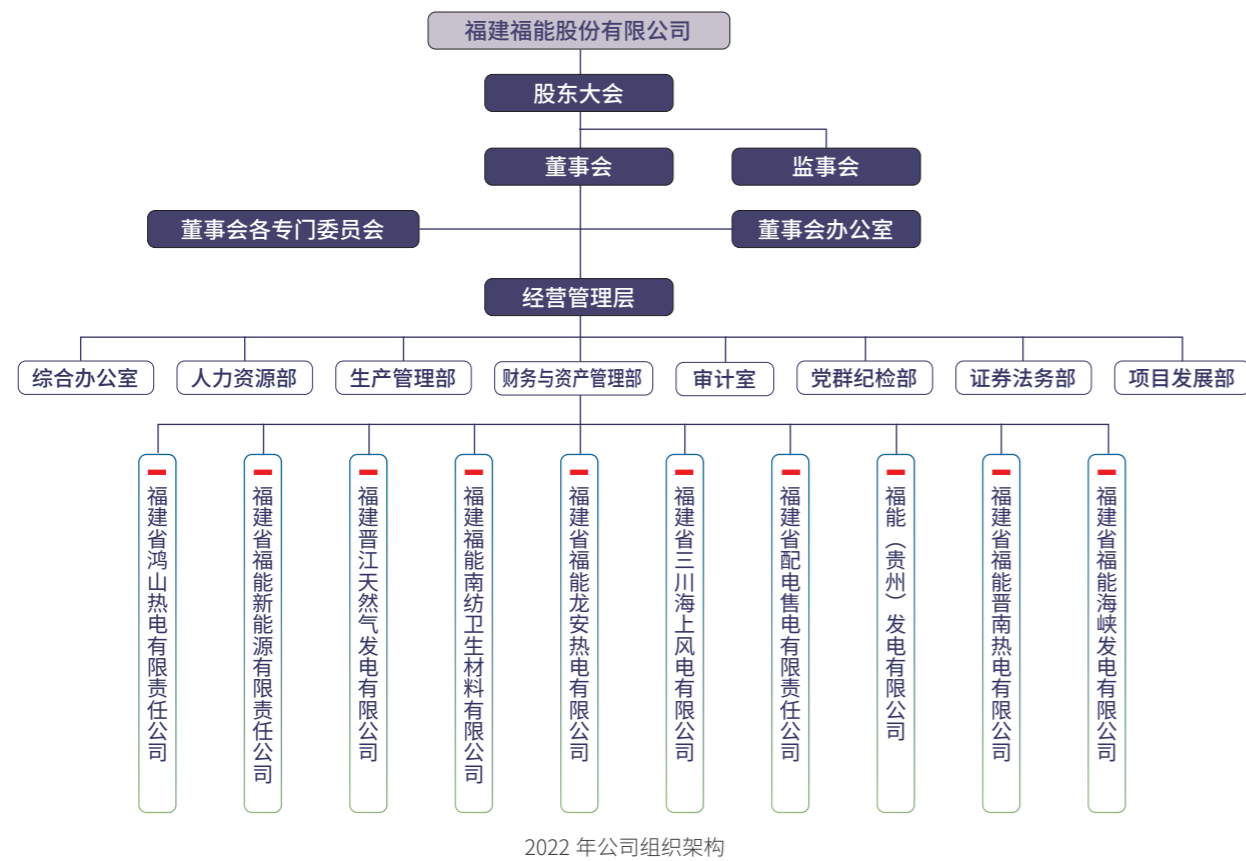 福建福能股份有限公司
股东大会
董事会
监事会
董事会各专门委员会
董事会办公室
经营管理层
综合办公室
人力资源部
生产管理部
财务与资产管理部
审计室
党群纪检部
证券法务部
项目发展部
福建省鸿山热电有限责任公司
福建省福能新能源有限责任公司
福建晋江天然气发电有限公司
福建福能南纺卫生材料有限公司
福建省福能龙安热电有限公司
福建省三川海上风电有限公司
福建省配电售电有限责任公司
福能（贵州）发电有限公司
福建省福能晋南热电有限公司
福建省福能海峡发电有限公司
2022 年公司组织架构